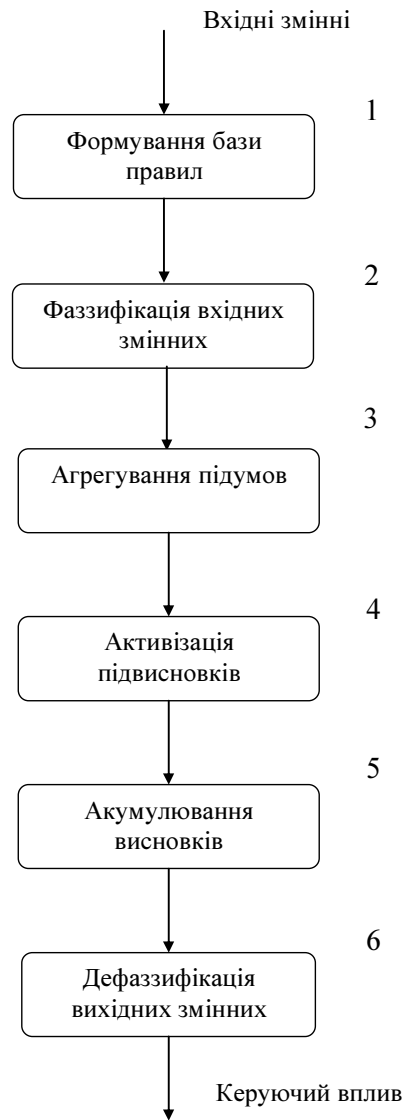 Вхідні змінні
1
Формування бази
правил
2
Фаззифікація вхідних
змінних
3
Агрегування підумов
4
Активізація
підвисновків
5
Акумулювання
висновків
6
Дефаззифікація
вихідних змінних
Керуючий вплив